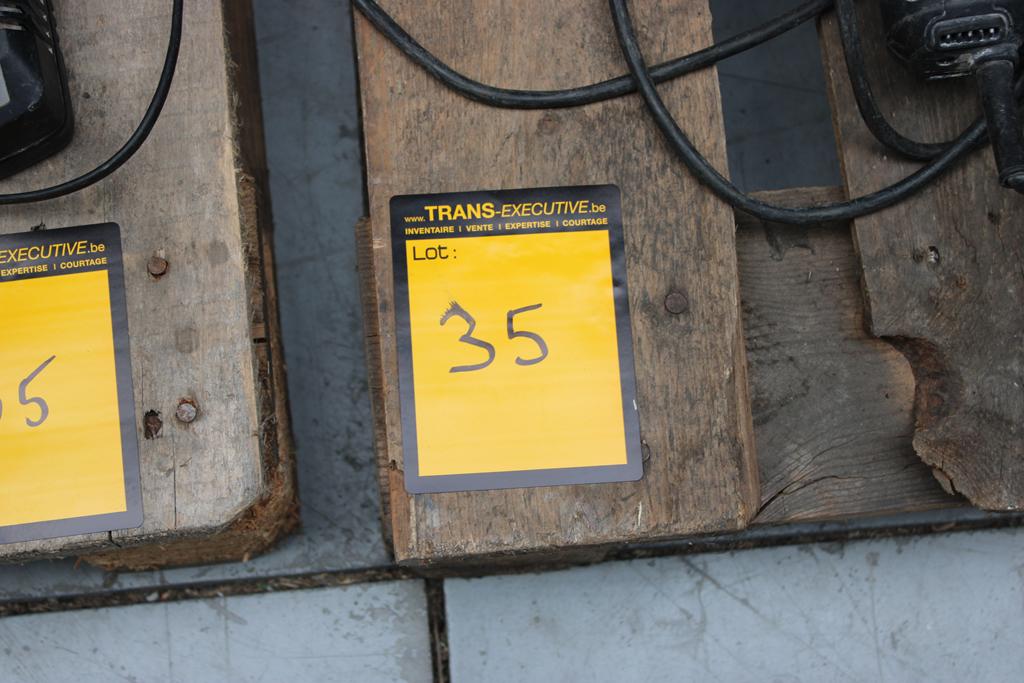 www.TRANS-EXECUTIVE.be
INVENTAIRE I VENTE I EXPERTISE I COURTAGE
Lot:
35
EXECUTIVE.be
EXPERTISE I COURTAGE
5